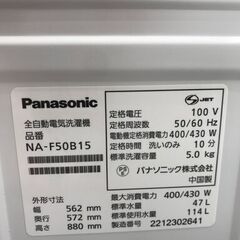 Panasonic
全自動電気洗濯機
品番
NA-F50B15
外形寸法
幅 562 mm
奥行 572 mm
高さ 880 mm
JET
定格電圧 100 V
定格周波数 50/60 Hz
電動機定格消費電力 400/430 W
定格時間 洗いのみ 10 分
標準洗濯容量 5.0 kg
パナソニック株式会社
中国製
最大消費電力 400/430 W
標準水量 47 L
標準使用水量 114 L
2212302641